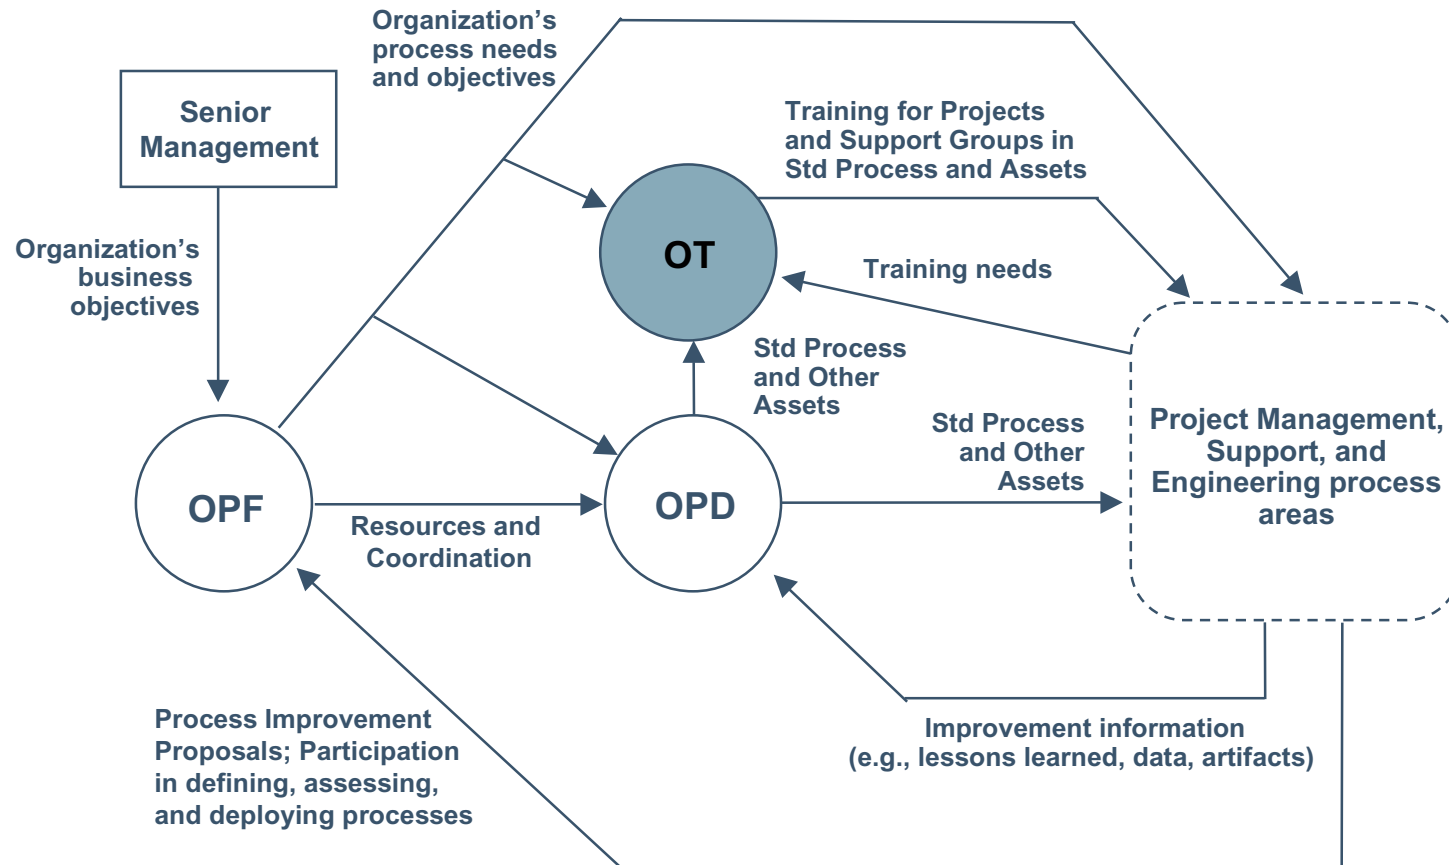 Organization’s
process needs
and objectives
Senior
Management
Training for Projects
and Support Groups in
Std Process and Assets
Organization’s
business
objectives
OT
Training needs
Std Process
and Other
Assets
Std Process
and Other
Assets
Project Management,
Support, and
Engineering process
areas
OPF
OPD
Resources and
Coordination
Process Improvement
Proposals; Participation
in defining, assessing,
and deploying processes
Improvement information
(e.g., lessons learned, data, artifacts)